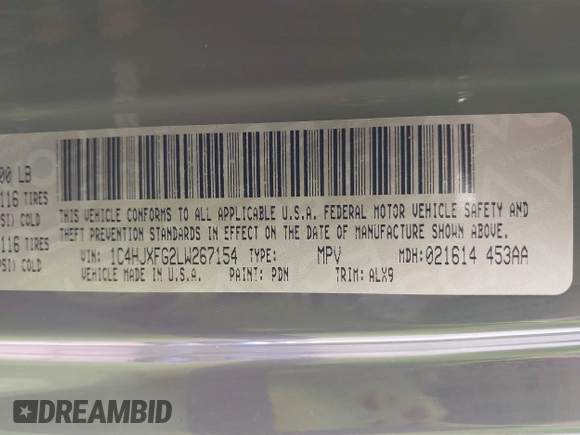 00 LB
116 TIRES
PSI) COLD
116 TIRES
PSI) COLD
THIS VEHICLE CONFORMS TO ALL APPLICABLE U.S.A. FEDERAL MOTOR VEHICLE SAFETY AND
THEFT PREVENTION STANDARDS IN EFFECT ON THE DATE OF MANUFACTURE SHOWN ABOVE.
VIN: 1C4HJXFG2LW267154 TYPE: MPV MDH:021614 453AA
VEHICLE MADE IN U.S.A. PAINT: PDN TRIM: ALX9
DREAMBID